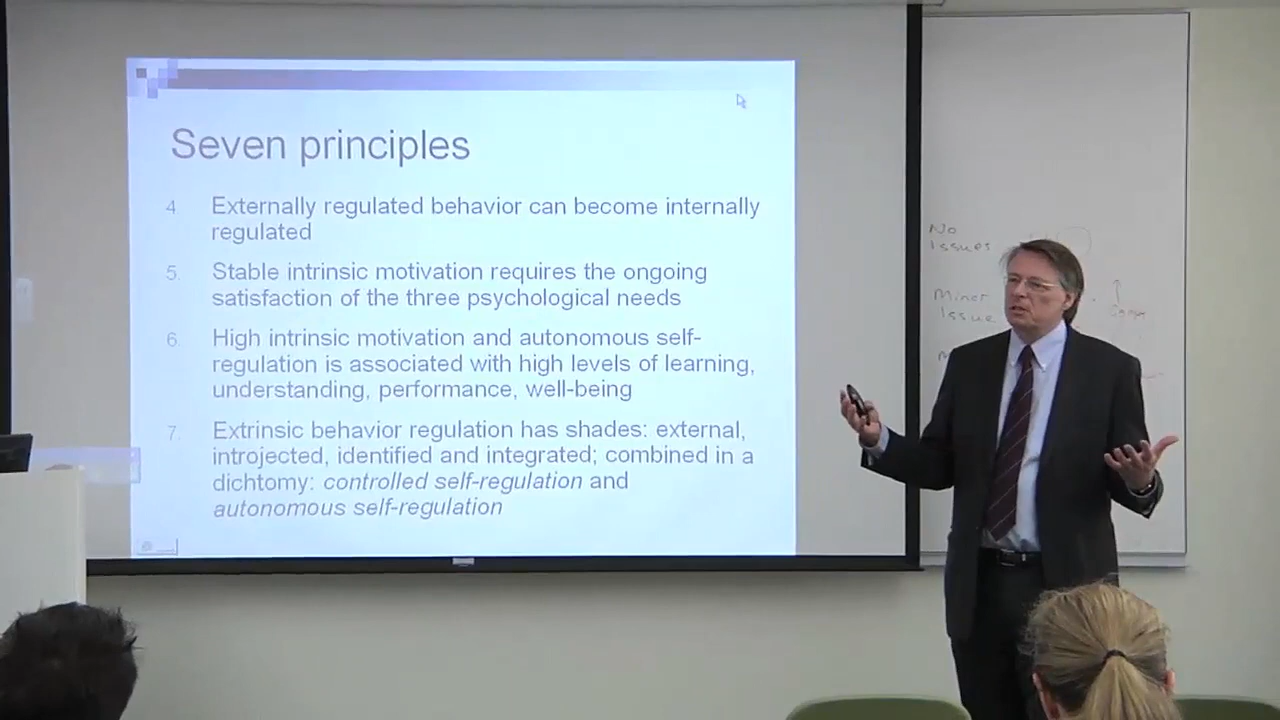 Seven principles
4 Externally regulated behavior can become internally
regulated
5. Stable intrinsic motivation requires the ongoing
satisfaction of the three psychological needs
6. High intrinsic motivation and autonomous self-
regulation is associated with high levels of learning,
understanding, performance, well-being
7. Extrinsic behavior regulation has shades: external,
introjected, identified and integrated; combined in a
dichtomy: controlled self-regulation and
autonomous self-regulation
No
Issues
Minor
Issue